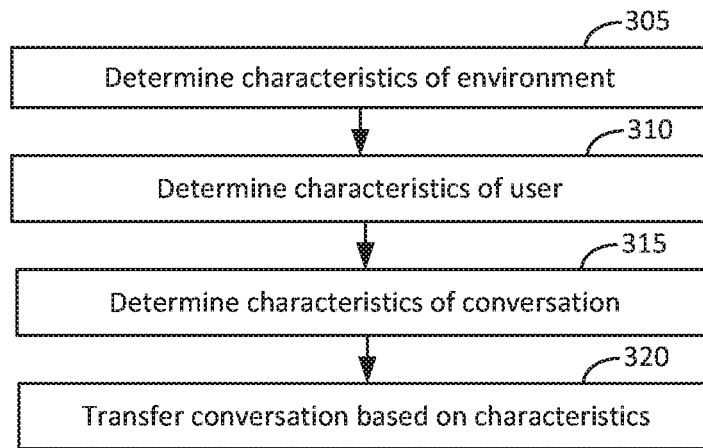 305
Determine characteristics of environment
310
Determine characteristics of user
315
Determine characteristics of conversation
320
Transfer conversation based on characteristics